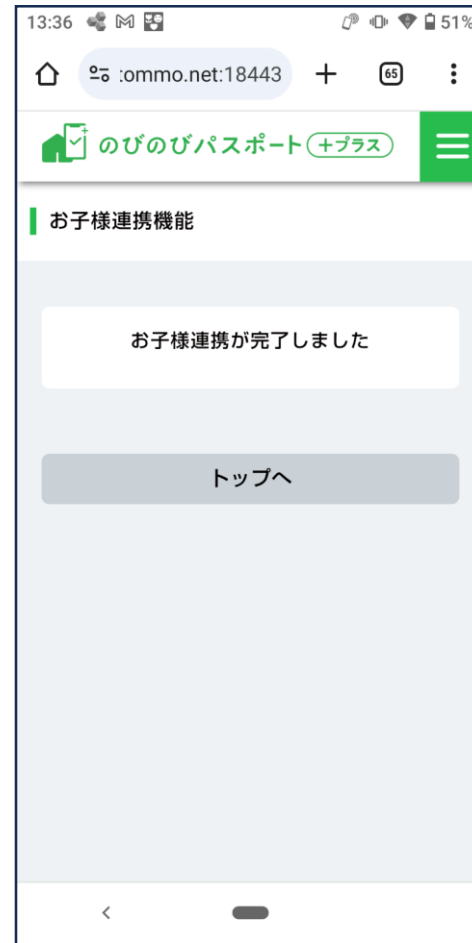 13:36 51%
:ommo.net:18443 65
のびのびパスポート +プラス
お子様連携機能
お子様連携が完了しました
トップへ